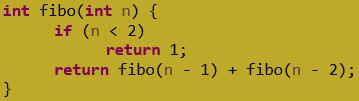 int fibo(int n) {
      if (n < 2)
            return 1;
      return fibo(n - 1) + fibo(n - 2);
}